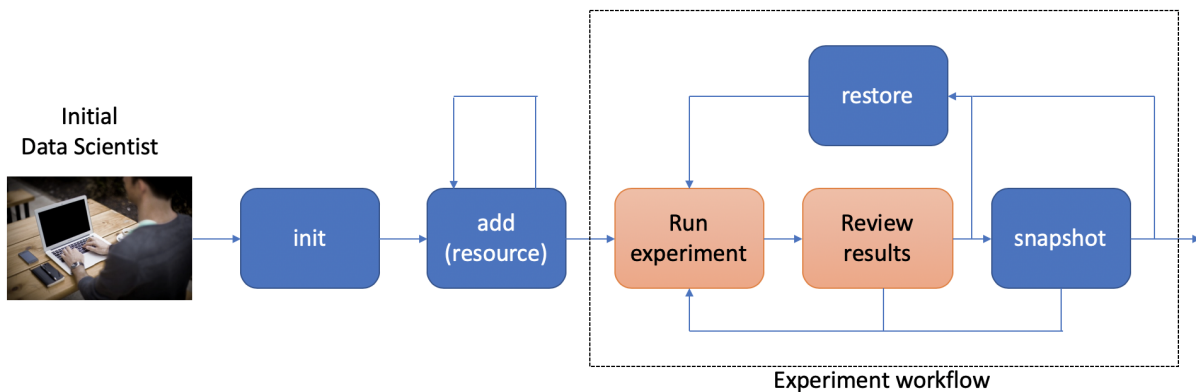 Initial
Data Scientist
init
add
(resource)
restore
Run
experiment
Review
results
snapshot
Experiment workflow